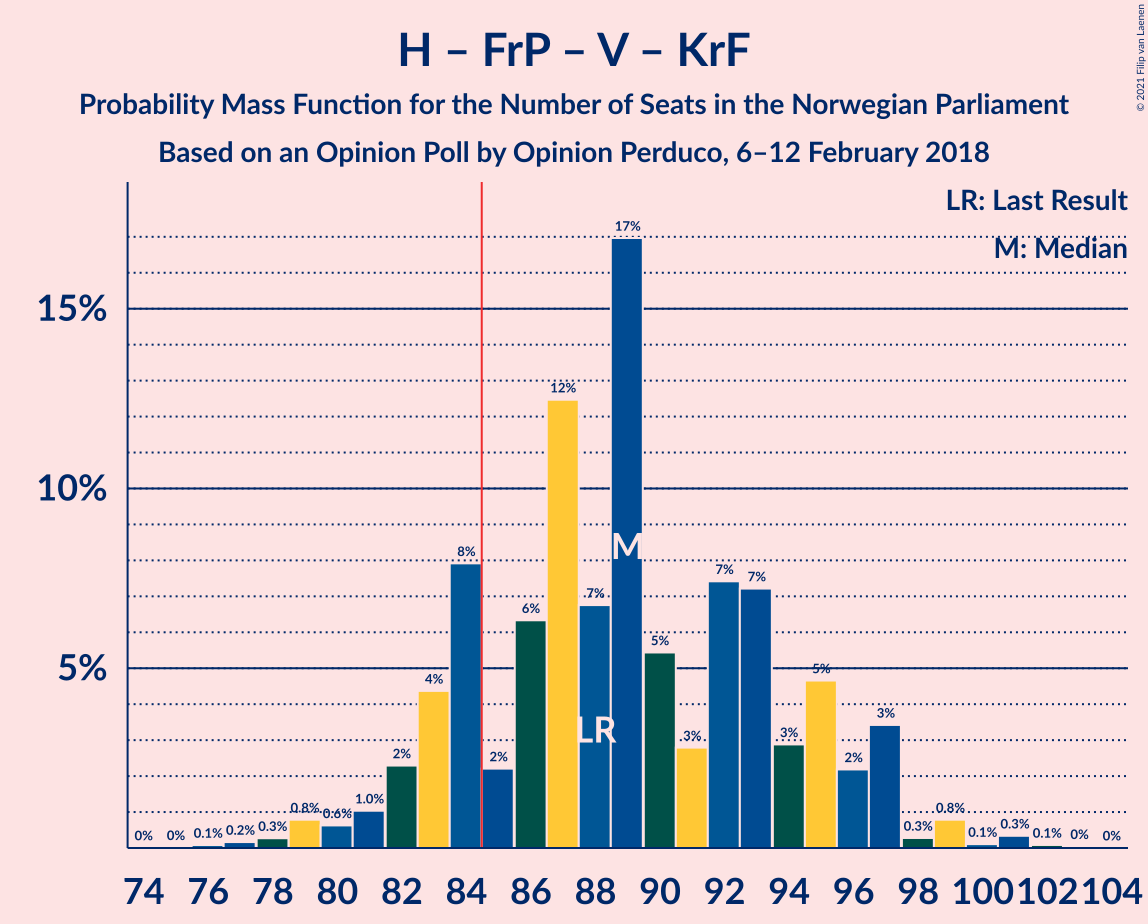 H – FrP – V – KrF
Probability Mass Function for the Number of Seats in the Norwegian Parliament
Based on an Opinion Poll by Opinion Perduco, 6–12 February 2018
© 2021 Filip van Laenen
LR: Last Result
M: Median
17%
15%
12%
10%
8%
7%
7%
7%
6%
5%
5%
5%
4%
3%
3%
3%
2%
2%
2%
0% 0% 0.1% 0.2% 0.3% 0.8% 0.6% 1.0%
0.3% 0.8% 0.1% 0.3% 0.1% 0% 0%
M
LR
74 76 78 80 82 84 86 88 90 92 94 96 98 100 102 104